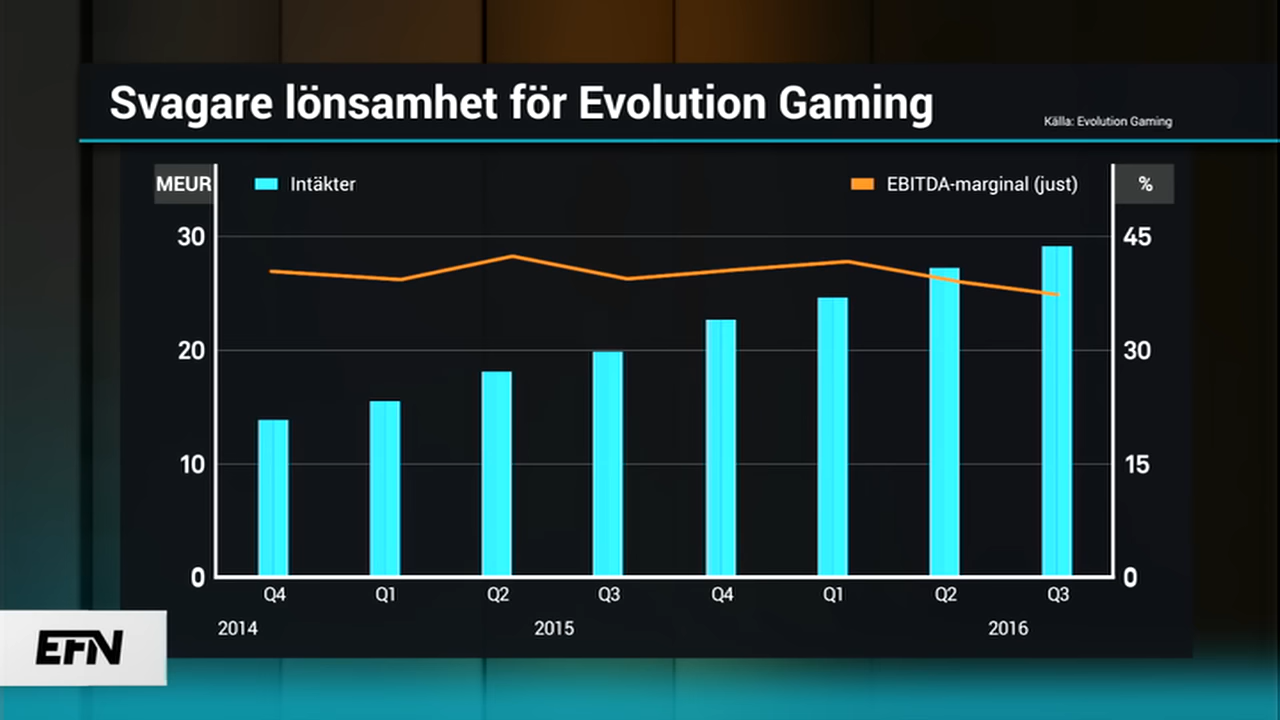 Svagare lönsamhet för Evolution Gaming
Källa: Evolution Gaming
MEUR
Intäkter
EBITDA-marginal (just)
%
30
45
20
30
10
15
0
0
Q4 Q1 Q2 Q3 Q4 Q1 Q2 Q3
2014 2015 2016
EFN